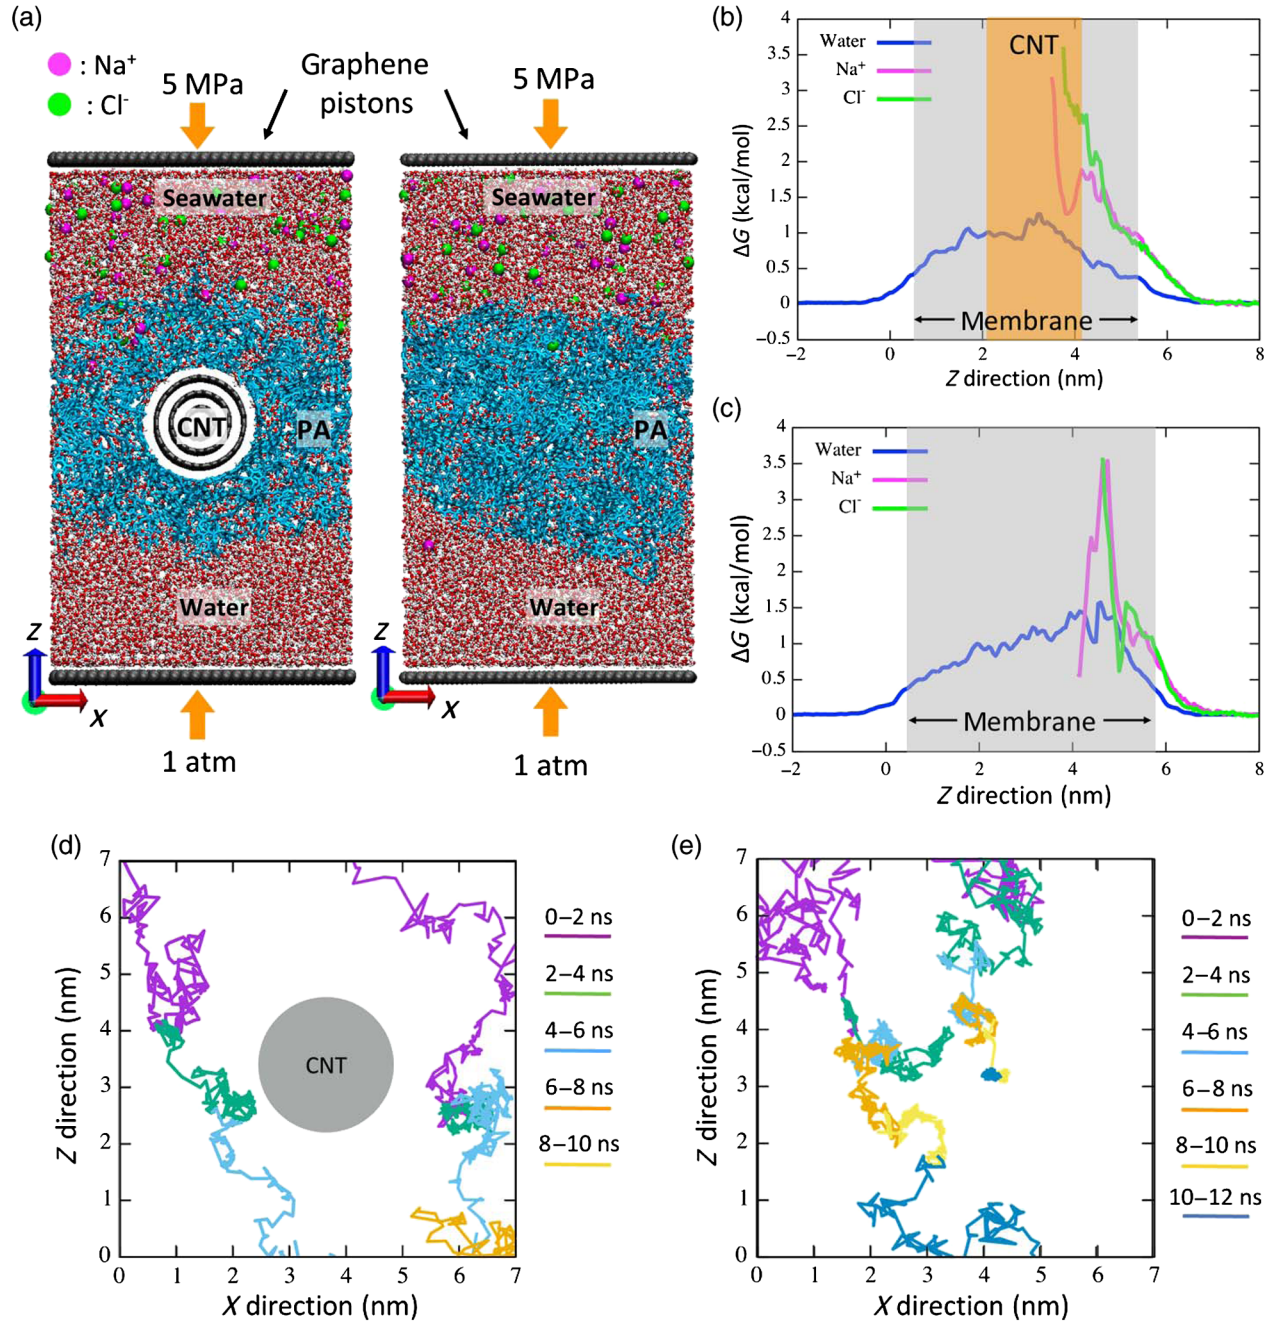 (a)
: Na⁺
: Cl⁻
5 MPa
Graphene
pistons
5 MPa
Seawater
Seawater
CNT
PA
PA
Water
Water
Z
X
Z
X
1 atm
1 atm
(b)
4
3.5
3
2.5
2
1.5
1
0.5
0
−0.5
ΔG (kcal/mol)
Water
Na⁺
Cl⁻
CNT
Membrane
−2
0
2
4
6
8
Z direction (nm)
(c)
4
3.5
3
2.5
2
1.5
1
0.5
0
−0.5
ΔG (kcal/mol)
Water
Na⁺
Cl⁻
Membrane
−2
0
2
4
6
8
Z direction (nm)
(d)
7
6
5
4
3
2
1
0
Z direction (nm)
CNT
0 1 2 3 4 5 6 7
X direction (nm)
0–2 ns
2–4 ns
4–6 ns
6–8 ns
8–10 ns
(e)
7
6
5
4
3
2
1
0
Z direction (nm)
0 1 2 3 4 5 6 7
X direction (nm)
0–2 ns
2–4 ns
4–6 ns
6–8 ns
8–10 ns
10–12 ns